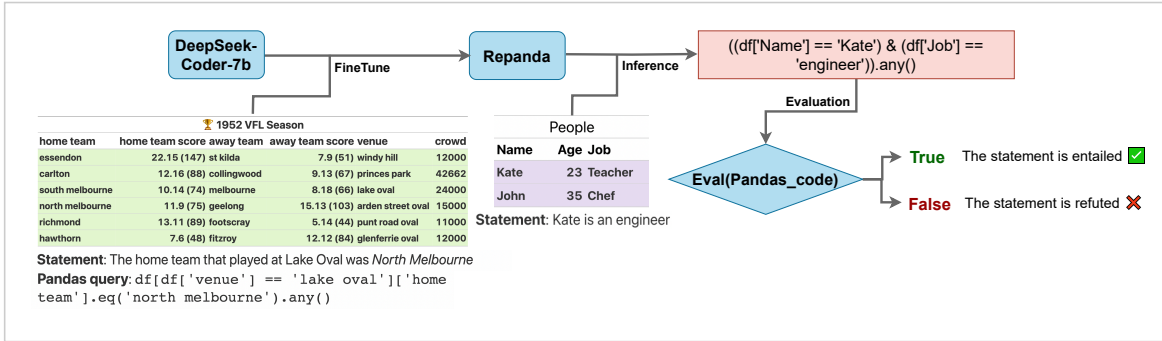 DeepSeek-
Coder-7b
FineTune
Repanda
Inference
((df['Name'] == 'Kate') & (df['Job'] ==
'engineer')).any()
Evaluation
🏆 1952 VFL Season
home team home team score away team away team score venue crowd
essendon 22.15 (147) st kilda 7.9 (51) windy hill 12000
carlton 12.16 (88) collingwood 9.13 (67) princes park 42662
south melbourne 10.14 (74) melbourne 8.18 (66) lake oval 24000
north melbourne 11.9 (75) geelong 15.13 (103) arden street oval 15000
richmond 13.11 (89) footscray 5.14 (44) punt road oval 11000
hawthorn 7.6 (48) fitzroy 12.12 (84) glenferrie oval 12000
Statement: The home team that played at Lake Oval was North Melbourne
Pandas query: df[df['venue'] == 'lake oval']['home
team'].eq('north melbourne').any()
People
Name Age Job
Kate 23 Teacher
John 35 Chef
Statement: Kate is an engineer
Eval(Pandas_code)
True The statement is entailed ✅
False The statement is refuted ❌